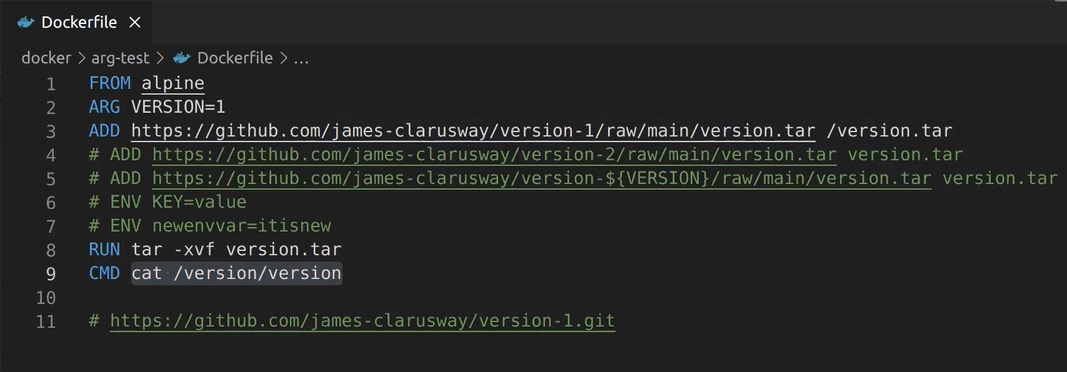 Dockerfile ×
docker > arg-test > Dockerfile > ...
1 FROM alpine
2 ARG VERSION=1
3 ADD https://github.com/james-clarusway/version-1/raw/main/version.tar /version.tar
4 # ADD https://github.com/james-clarusway/version-2/raw/main/version.tar version.tar
5 # ADD https://github.com/james-clarusway/version-${VERSION}/raw/main/version.tar version.tar
6 # ENV KEY=value
7 # ENV newenvvar=itisnew
8 RUN tar -xvf version.tar
9 CMD cat /version/version
10
11 # https://github.com/james-clarusway/version-1.git